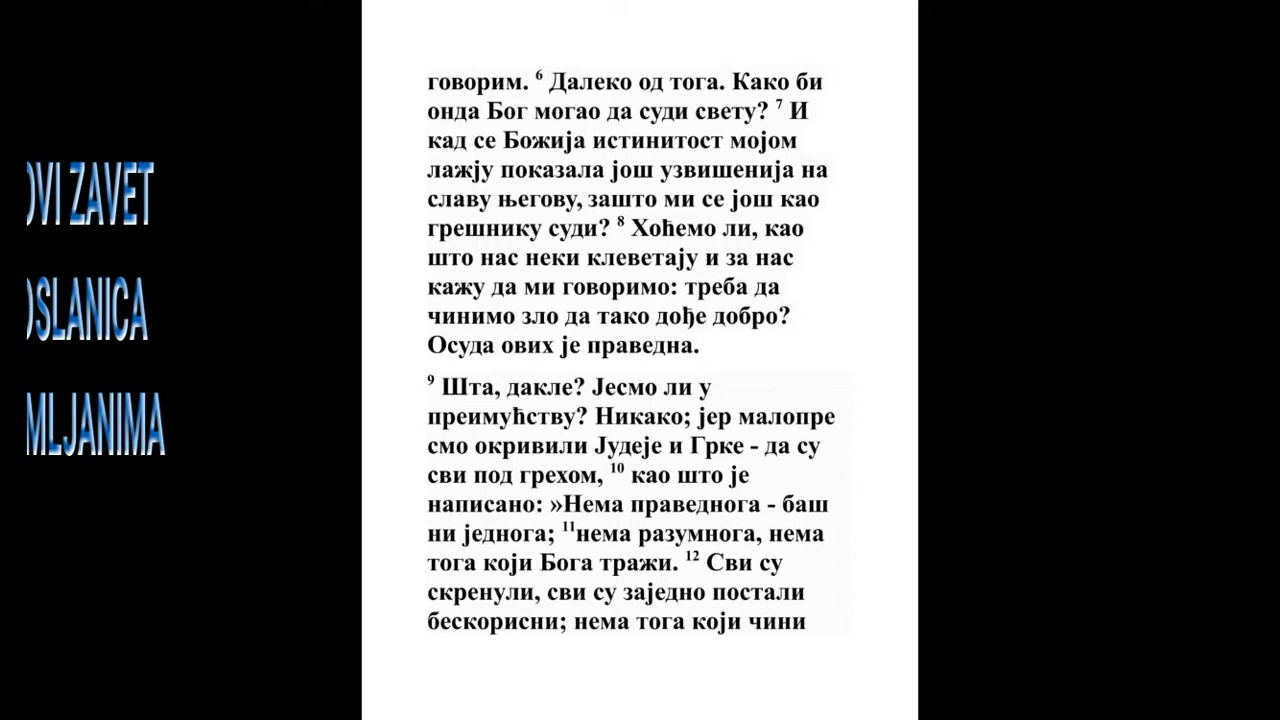 OVI ZAVET
OSLANICA
MLJANIMA
говорим. 6 Далеко од тога. Како би
онда Бог могао да суди свету? 7 И
кад се Божија истинитост мојом
лажју показала још узвишенија на
славу његову, зашто ми се још као
грешнику суди? 8 Хоћемо ли, као
што нас неки клеветају и за нас
кажу да ми говоримо: треба да
чинимо зло да тако дође добро?
Осуда ових је праведна.
9 Шта, дакле? Јесмо ли у
преимућству? Никако; јер малопре
смо окривили Јудеје и Грке - да су
сви под грехом, 10 као што је
написано: »Нема праведнога - баш
ни једнога; 11нема разумнога, нема
тога који Бога тражи. 12 Сви су
скренули, сви су заједно постали
бескорисни; нема тога који чини